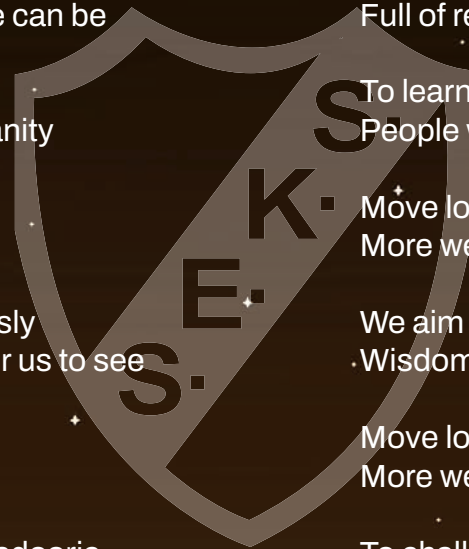 e can be
anity
sly
r us to see
Full of re
To learn
People
Move lo
More we
We aim
Wisdom
Move lo
More we
S.
K.
E.
S.